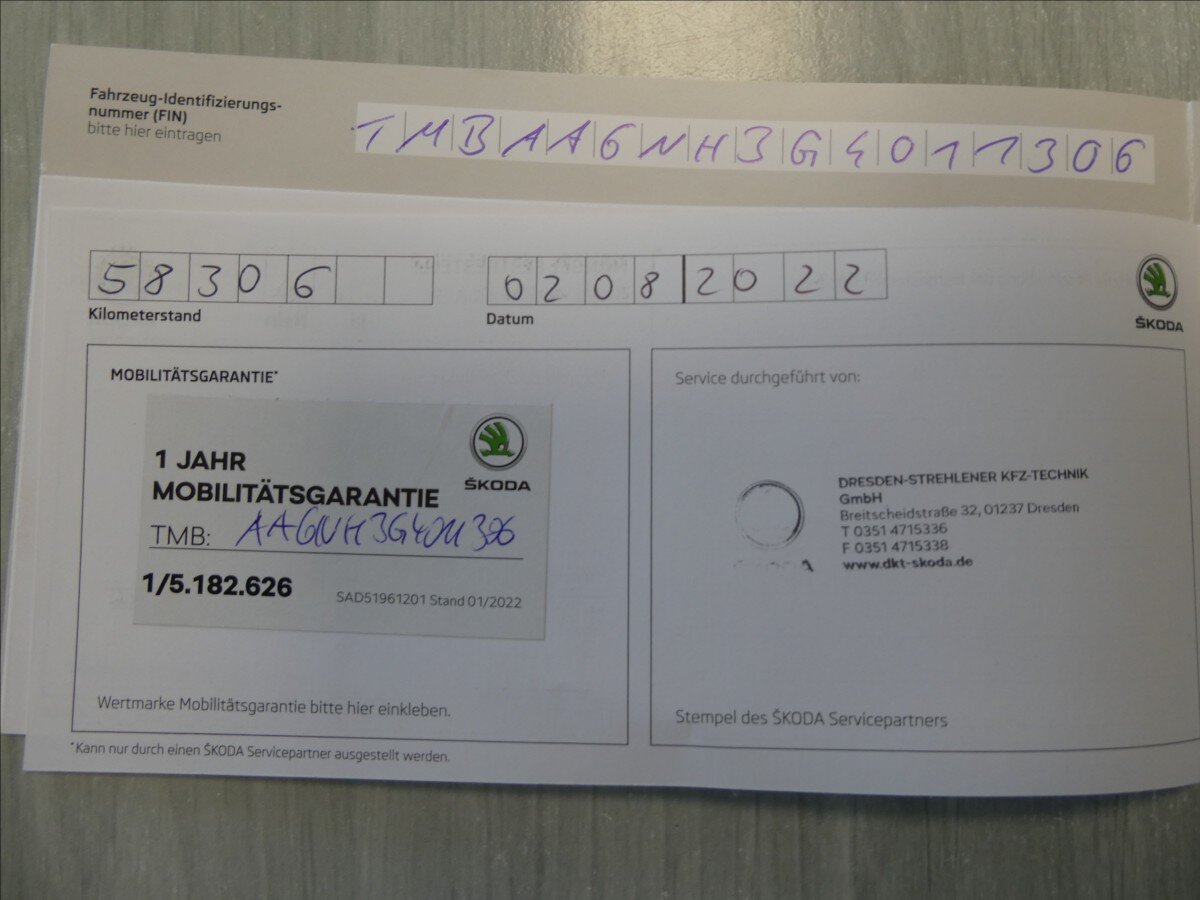 Fahrzeug-Identifizierungs-
nummer (FIN)
bitte hier eintragen
TMBAAGNH3G4011306
58306
02082022
Kilometerstand
Datum
ŠKODA
MOBILITÄTSGARANTIE*
1 JAHR
MOBILITÄTSGARANTIE
ŠKODA
TMB: AAGNH3G4011306
1/5.182.626
SAD51961201 Stand 01/2022
Wertmarke Mobilitätsgarantie bitte hier einkleben.
*Kann nur durch einen ŠKODA Servicepartner ausgestellt werden.
Service durchgeführt von:
DRESDEN-STREHLENER KFZ-TECHNIK
GmbH
Breitscheidstraße 32, 01237 Dresden
T 0351 4715336
F 0351 4715338
www.dkt-skoda.de
Stempel des ŠKODA Servicepartners